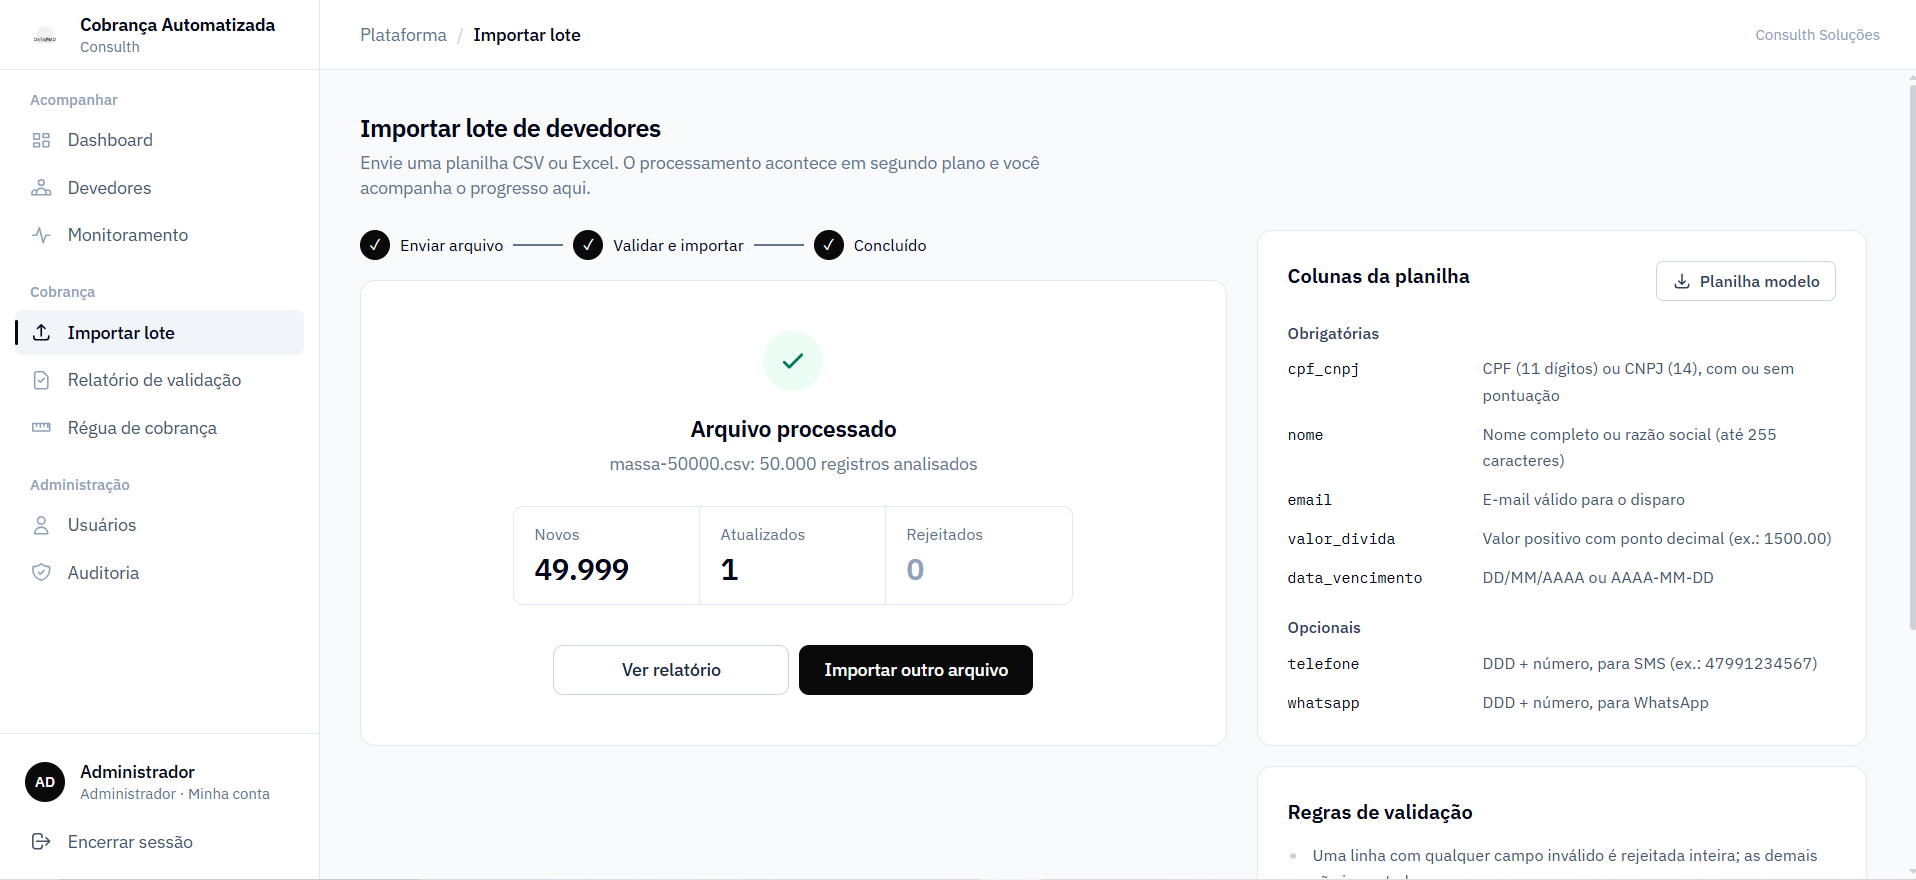 Cobrança Automatizada
Consulth
Plataforma / Importar lote
Consulth Soluções
Acompanhar
Dashboard
Devedores
Monitoramento
Cobrança
Importar lote
Relatório de validação
Régua de cobrança
Administração
Usuários
Auditoria
AD
Administrador
Administrador · Minha conta
Encerrar sessão
Importar lote de devedores
Envie uma planilha CSV ou Excel. O processamento acontece em segundo plano e você
acompanha o progresso aqui.
Enviar arquivo
Validar e importar
Concluído
Arquivo processado
massa-50000.csv: 50.000 registros analisados
Novos
49.999
Atualizados
1
Rejeitados
0
Ver relatório
Importar outro arquivo
Colunas da planilha
Planilha modelo
Obrigatórias
cpf_cnpj
CPF (11 dígitos) ou CNPJ (14), com ou sem
pontuação
nome
Nome completo ou razão social (até 255
caracteres)
email
E-mail válido para o disparo
valor_divida
Valor positivo com ponto decimal (ex.: 1500.00)
data_vencimento
DD/MM/AAAA ou AAAA-MM-DD
Opcionais
telefone
DDD + número, para SMS (ex.: 47991234567)
whatsapp
DDD + número, para WhatsApp
Regras de validação
Uma linha com qualquer campo inválido é rejeitada inteira; as demais